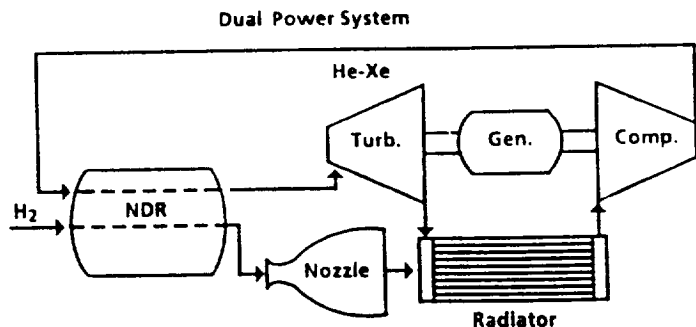 Dual Power System
He-Xe
Turb.
Gen.
Comp.
H2
NDR
Nozzle
Radiator